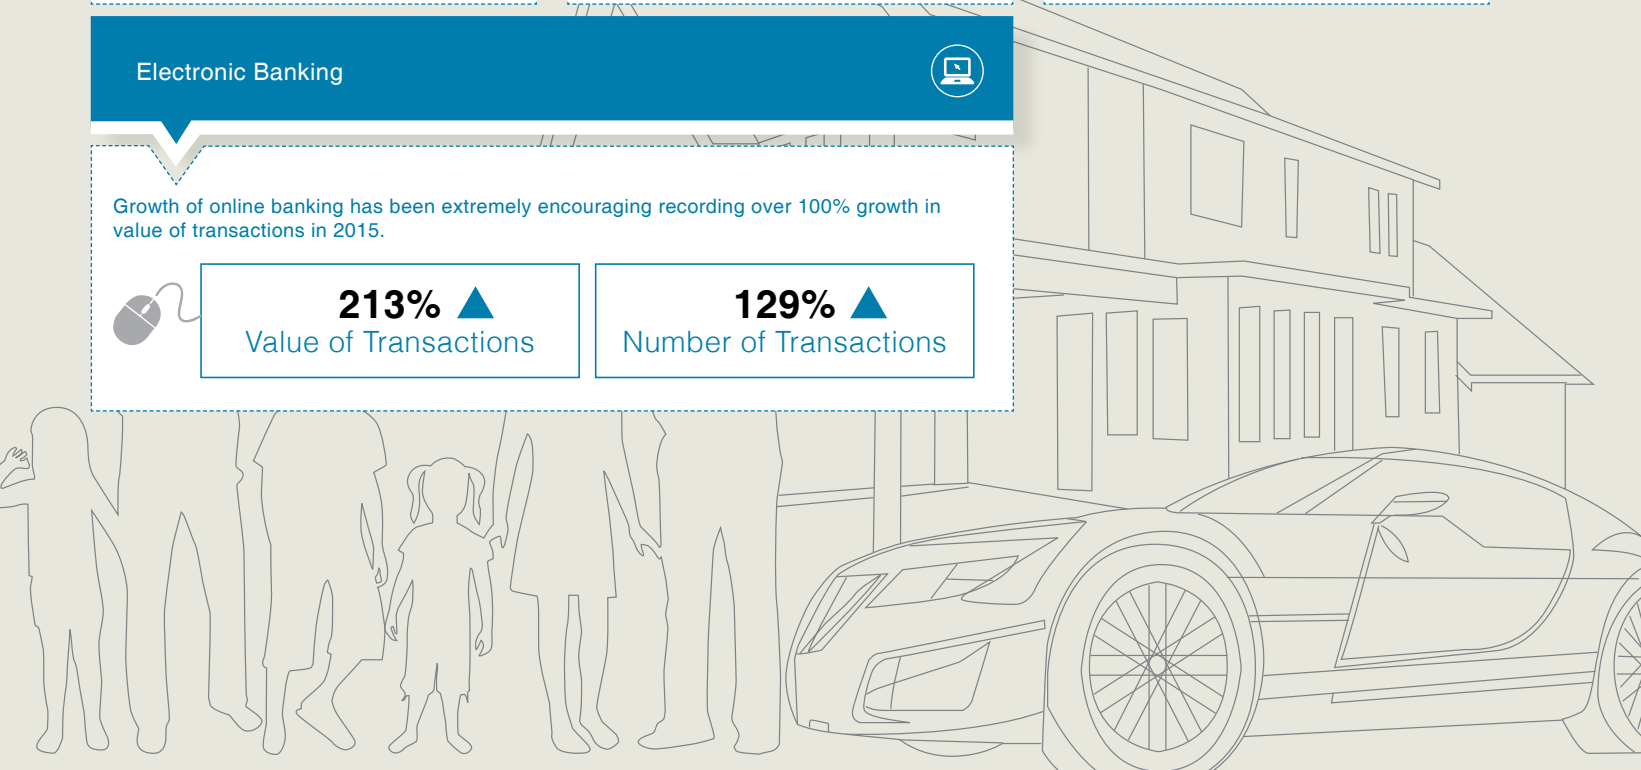 Electronic Banking
Growth of online banking has been extremely encouraging recording over 100% growth in
value of transactions in 2015.
213%
Value of Transactions
129%
Number of Transactions